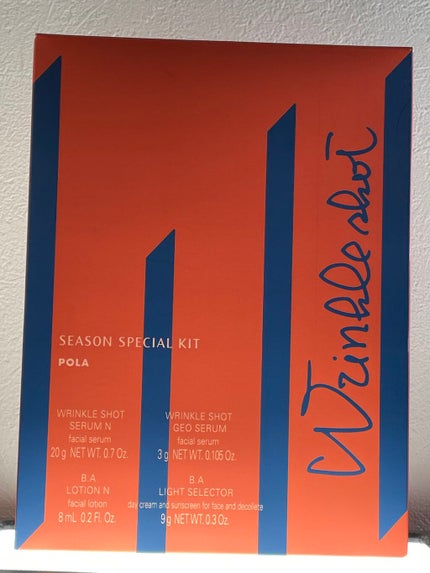 Wrinkle shot
SEASON SPECIAL KIT
POLA
WRINKLE SHOT
SERUM N
facial serum
20 g NET WT. 0.7 Oz.
WRINKLE SHOT
GEO SERUM
facial serum
3 g NET WT. 0.105 Oz.
B.A
LOTION N
facial lotion
8 mL 0.2 Fl. Oz.
B.A
LIGHT SELECTOR
day cream and sunscreen for face and décolleté
9 g NET WT. 0.3 Oz.